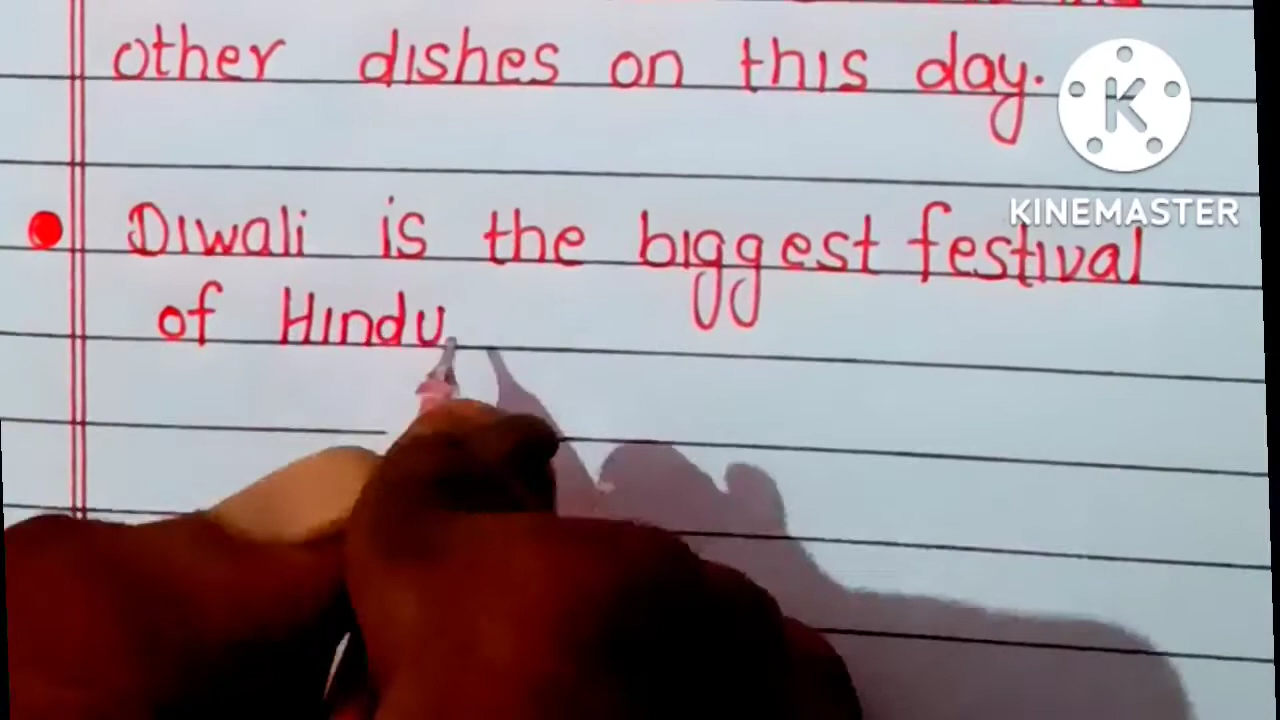 other dishes on this day.
KINEMASTER
Diwali is the biggest festival
of Hindu